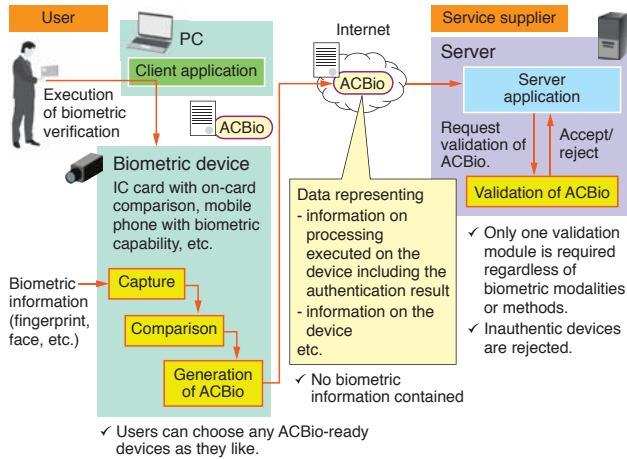 User
PC
Client application
Execution
of biometric
verification
ACBio
Biometric device
IC card with on-card
comparison, mobile
phone with biometric
capability, etc.
Biometric
information
(fingerprint,
face, etc.)
Capture
Comparison
Generation
of ACBio
✓ Users can choose any ACBio-ready
devices as they like.
Internet
ACBio
Data representing
- information on
processing
executed on the
device including the
authentication result
- information on the
device
etc.
✓ No biometric
information contained
Service supplier
Server
Server
application
Request
validation of
ACBio.
Accept/
reject
Validation of ACBio
✓ Only one validation
module is required
regardless of
biometric modalities
or methods.
✓ Inauthentic devices
are rejected.